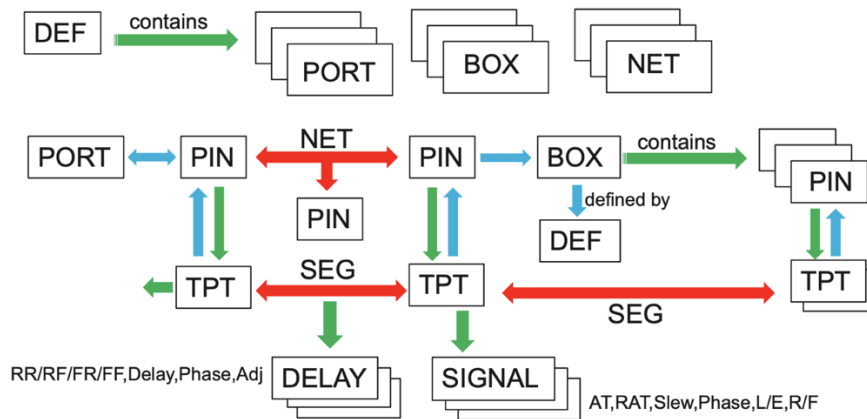 DEF
contains
PORT
BOX
NET
PORT
PIN
NET
PIN
BOX
contains
PIN
PIN
defined by
DEF
TPT
SEG
TPT
SEG
TPT
RR/RF/FR/FF,Delay,Phase,Adj
DELAY
SIGNAL
AT,RAT,Slew,Phase,L/E,R/F